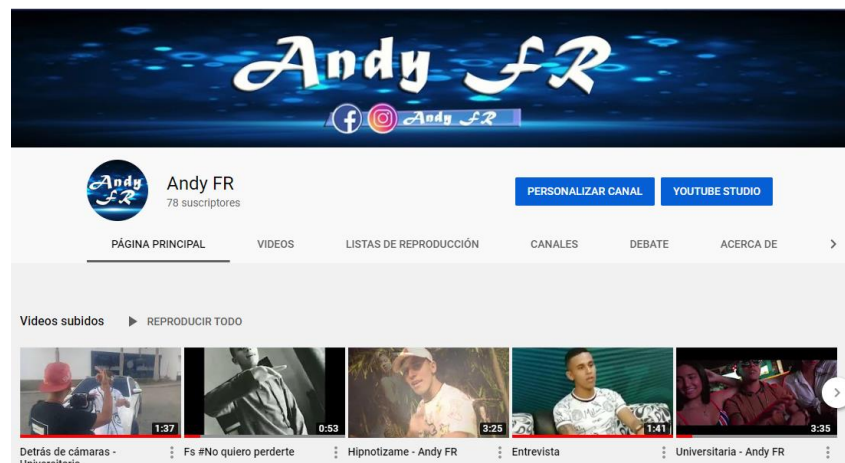 Andy FR
Andy FR
Andy
FR
Andy FR
78 suscriptores
PERSONALIZAR CANAL
YOUTUBE STUDIO
PÁGINA PRINCIPAL
VIDEOS
LISTAS DE REPRODUCCIÓN
CANALES
DEBATE
ACERCA DE
Videos subidos
REPRODUCIR TODO
1:37
0:53
3:25
1:41
3:35
Detrás de cámaras -
Universitaria
Fs #No quiero perderte
Hipnotizame - Andy FR
Entrevista
Universitaria - Andy FR